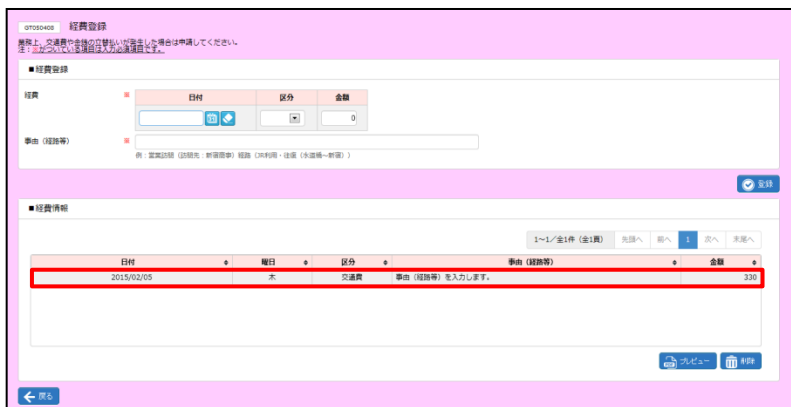 GT050408 経費登録
業務上、交通費や金銭の立替払いが発生した場合は申請してください。
注：※がついている項目は入力必須項目です。
■経費登録
経費 ※ 日付 区分 金額
0
事由（経路等） ※
例：営業訪問（訪問先：新宿商事）経路（JR利用・往復（水道橋～新宿））
登録
■経費情報
1～1／全1件（全1頁） 先頭へ 前へ 1 次へ 末尾へ
日付 曜日 区分 事由（経路等） 金額
2015/02/05 木 交通費 事由（経路等）を入力します。 330
プレビュー 削除
戻る